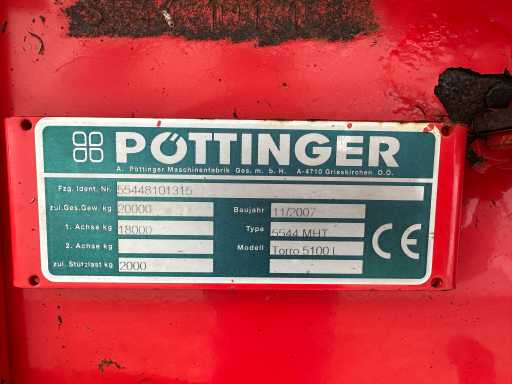 PÖTTINGER
A. Pöttinger Maschinenfabrik Ges. m. b. H. A-4710 Grieskirchen O.Ö.
Fzg. Ident. Nr. 55448101315
zul.Ges.Gew. kg 20000 Baujahr 11/2007
1. Achse kg 18000 Type 5544 MHT
2. Achse kg Modell Torro 5100 L
zul. Stützlast kg 2000
CE